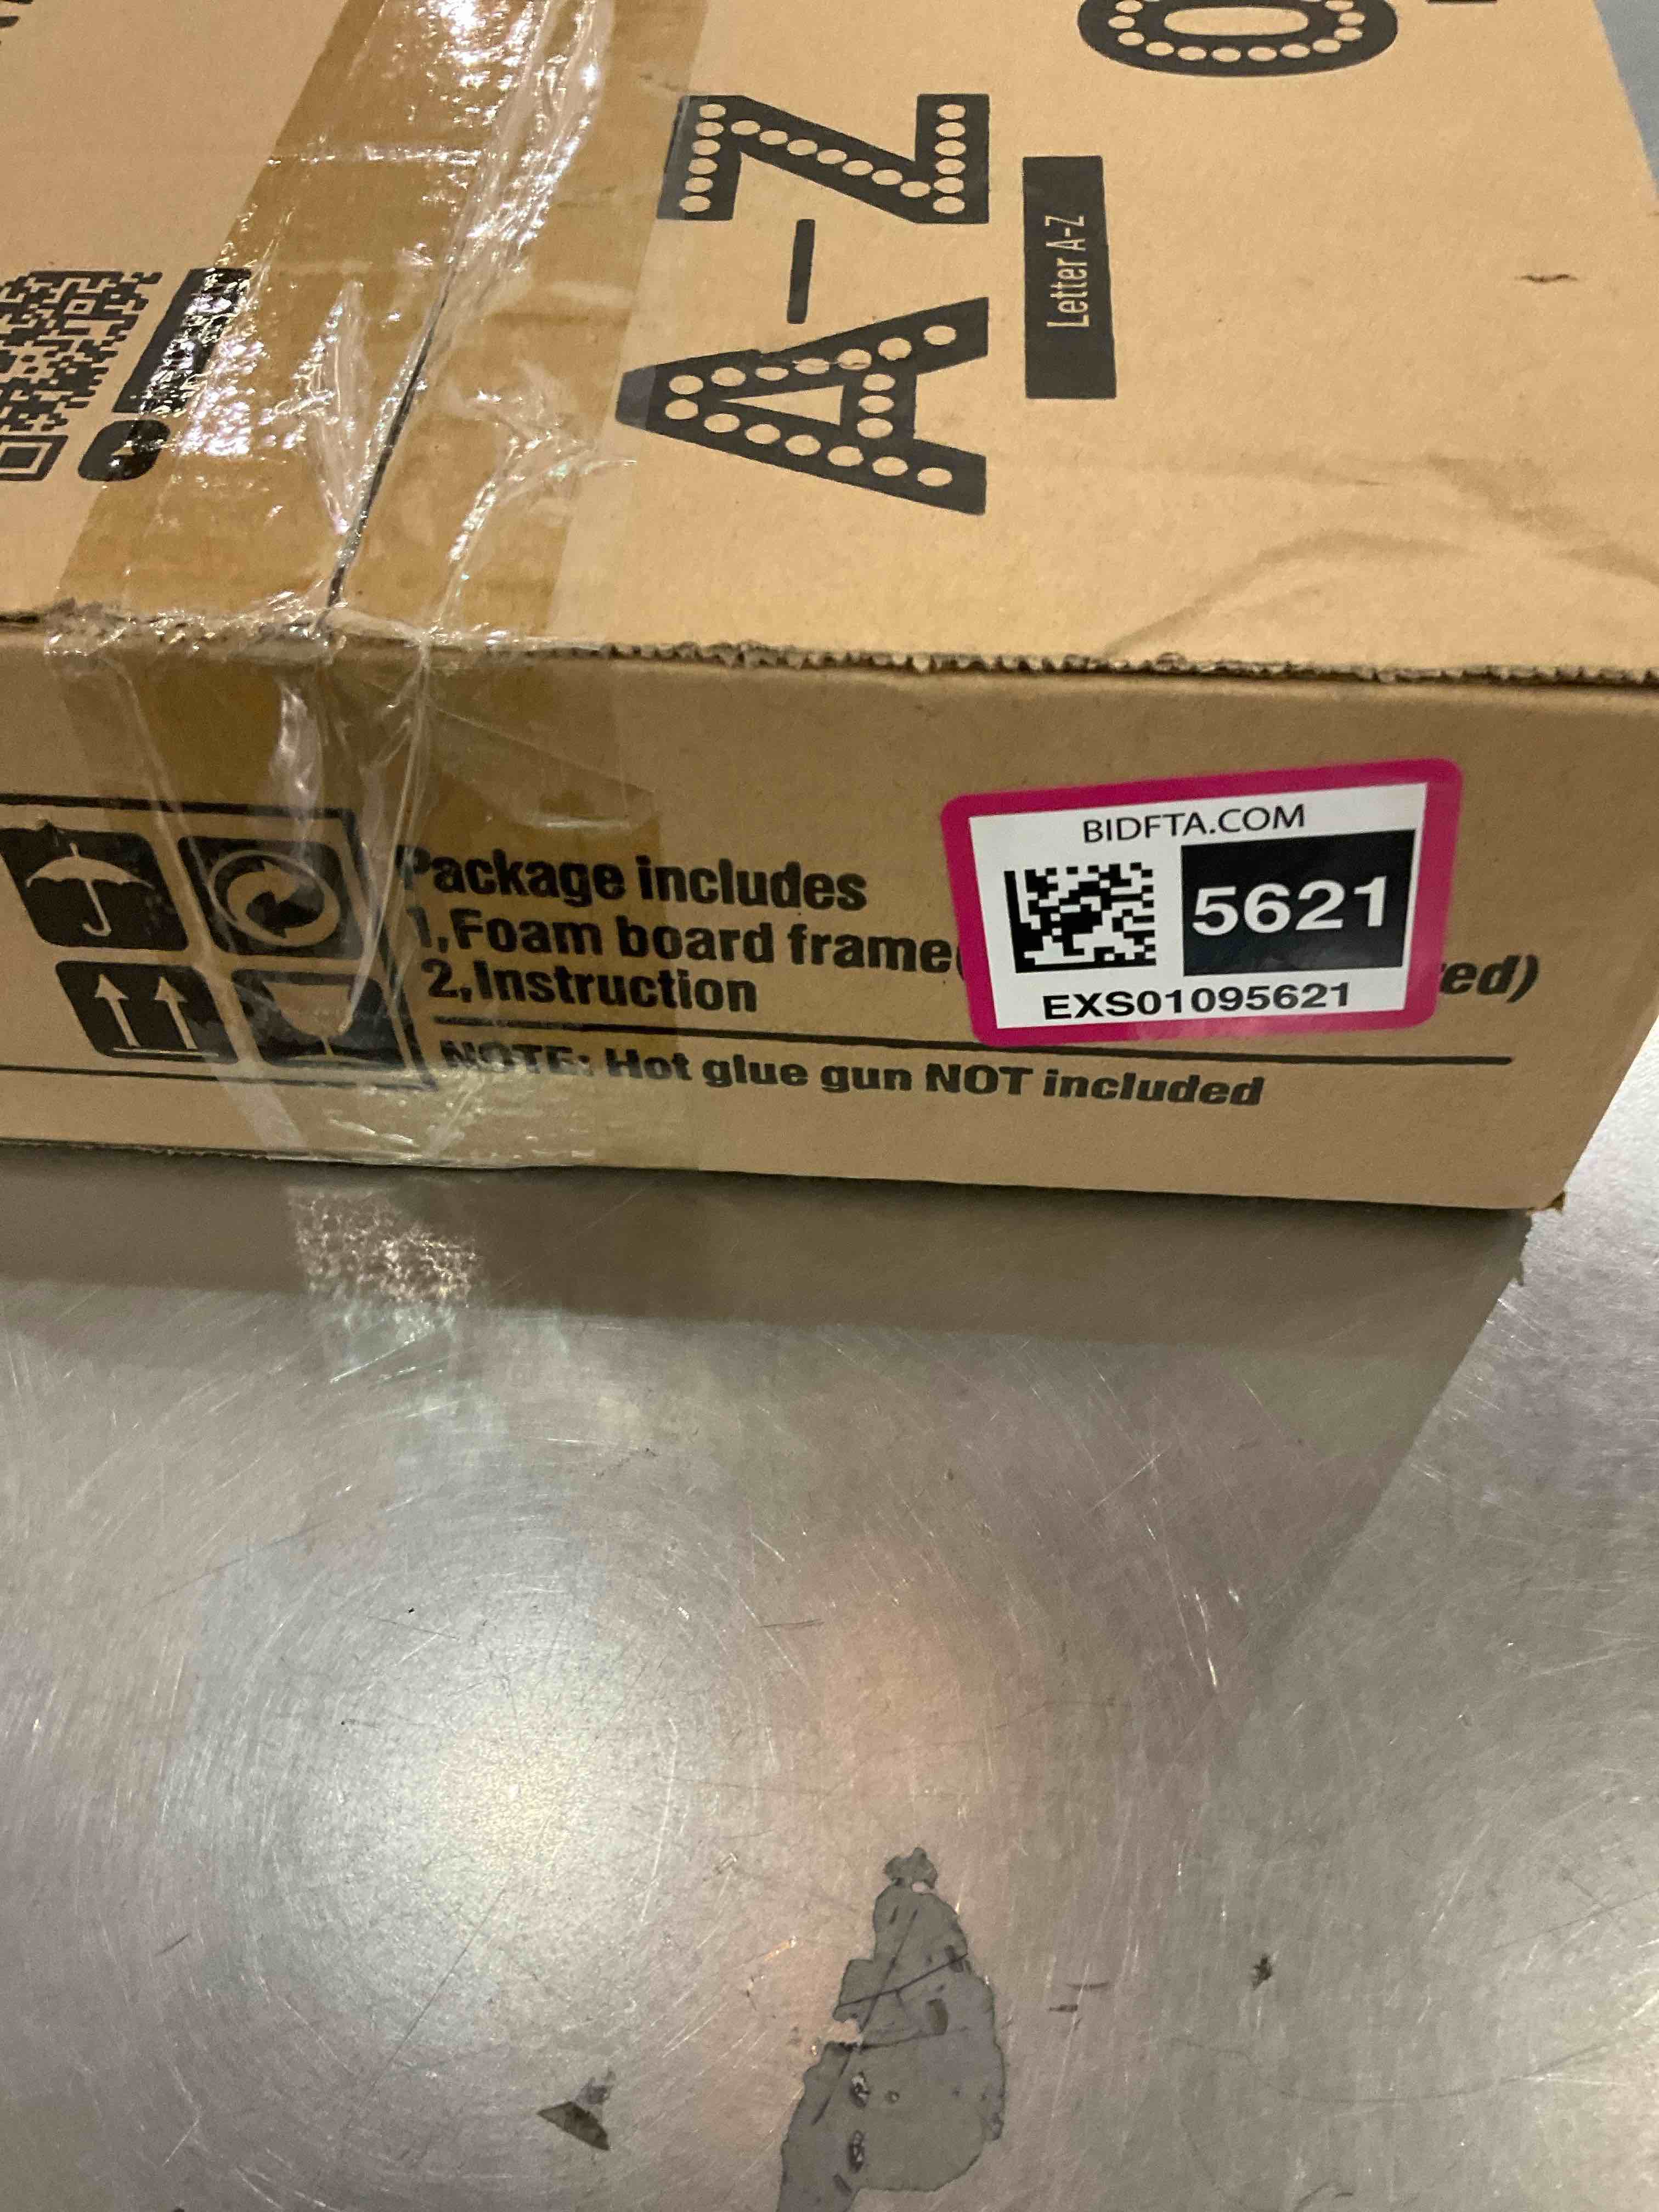 A-Z
Letter A-Z
Package includes
1,Foam board frame
2,Instruction
NOTE: Hot glue gun NOT included
BIDFTA.COM
5621
EXS01095621